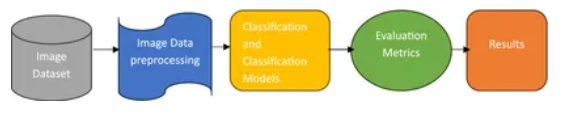 Image
Dataset
Image Data
preprocessing
Classification
and
Classification
Models
Evaluation
Metrics
Results